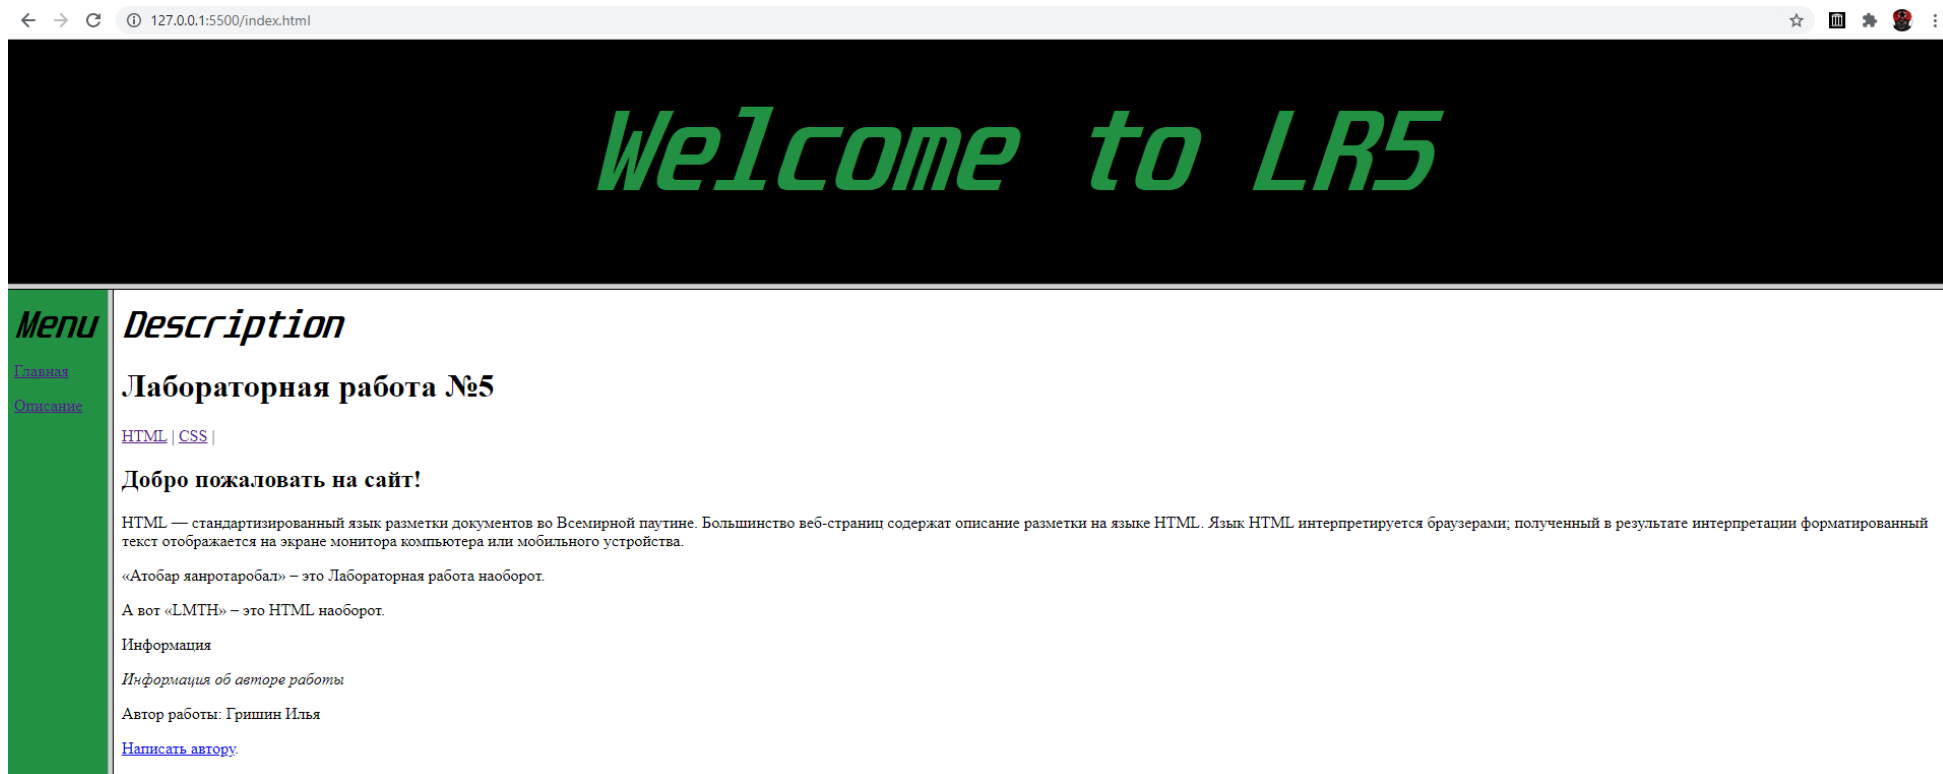 127.0.0.1:5500/index.html
Welcome to LR5
Menu
Главная
Описание
Description
Лабораторная работа №5
HTML | CSS |
Добро пожаловать на сайт!
HTML — стандартизированный язык разметки документов во Всемирной паутине. Большинство веб-страниц содержат описание разметки на языке HTML. Язык HTML интерпретируется браузерами; полученный в результате интерпретации форматированный
текст отображается на экране монитора компьютера или мобильного устройства.
«Атобар яанротаробал» – это Лабораторная работа наоборот.
А вот «LMTH» – это HTML наоборот.
Информация
Информация об авторе работы
Автор работы: Гришин Илья
Написать автору.